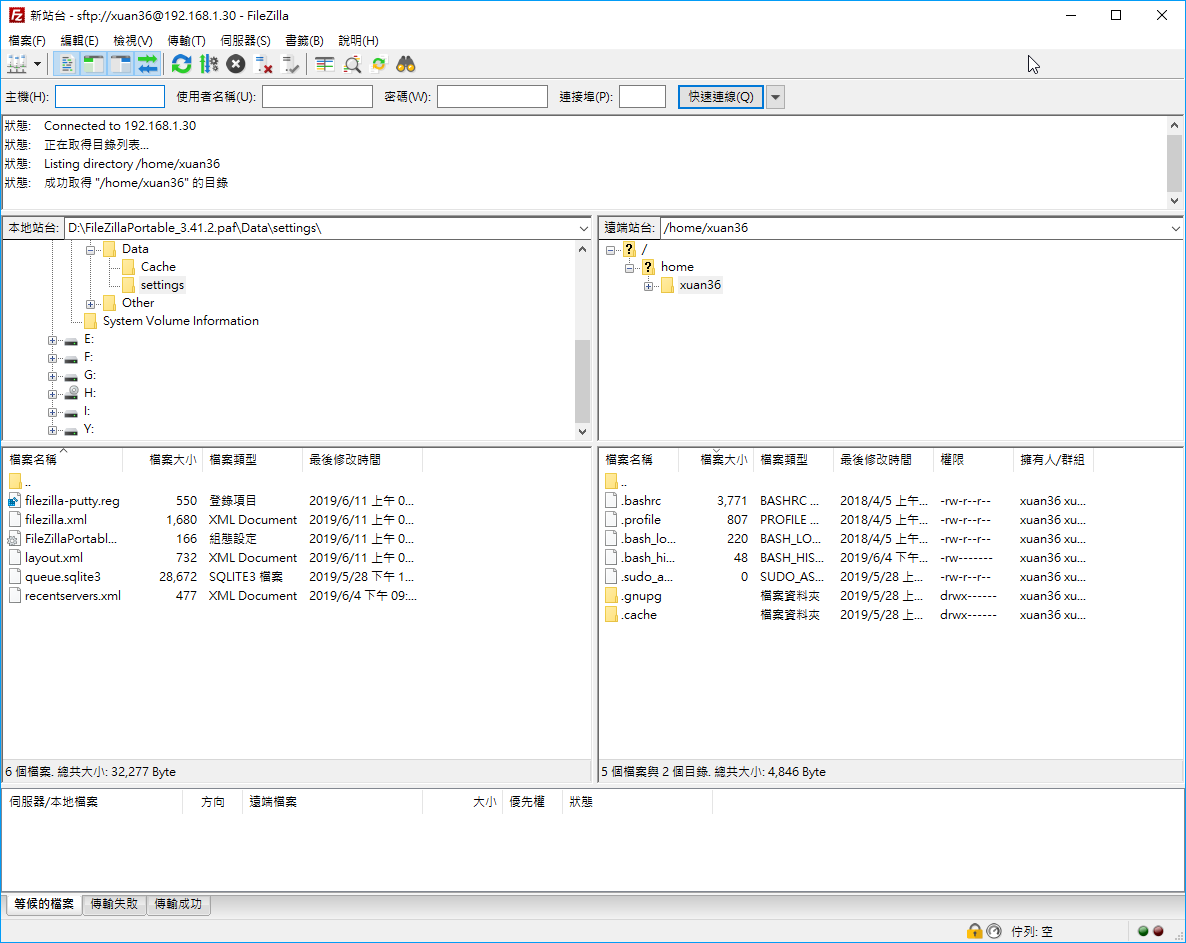 新站台 - sftp://xuan36@192.168.1.30 - FileZilla
檔案(F) 編輯(E) 檢視(V) 傳輸(T) 伺服器(S) 書籤(B) 說明(H)
主機(H): 使用者名稱(U): 密碼(W): 連接埠(P): 快速連線(Q)
狀態: Connected to 192.168.1.30
狀態: 正在取得目錄列表...
狀態: Listing directory /home/xuan36
狀態: 成功取得 "/home/xuan36" 的目錄
本地站台: D:\FileZillaPortable_3.41.2.paf\Data\settings\
Data
Cache
settings
Other
System Volume Information
E:
F:
G:
H:
I:
Y:
遠端站台: /home/xuan36
/
home
xuan36
檔案名稱 檔案大小 檔案類型 最後修改時間
..
filezilla-putty.reg 550 登錄項目 2019/6/11 上午 0...
filezilla.xml 1,680 XML Document 2019/6/11 上午 0...
FileZillaPortabl... 166 組態設定 2019/6/11 上午 0...
layout.xml 732 XML Document 2019/6/11 上午 0...
queue.sqlite3 28,672 SQLITE3 檔案 2019/5/28 下午 1...
recentservers.xml 477 XML Document 2019/6/4 下午 09:...
6 個檔案. 總共大小: 32,277 Byte
檔案名稱 檔案大小 檔案類型 最後修改時間 權限 擁有人/群組
..
.bashrc 3,771 BASHRC ... 2018/4/5 上午... -rw-r--r-- xuan36 xu...
.profile 807 PROFILE ... 2018/4/5 上午... -rw-r--r-- xuan36 xu...
.bash_lo... 220 BASH_LO... 2018/4/5 上午... -rw-r--r-- xuan36 xu...
.bash_hi... 48 BASH_HIS... 2019/6/4 下午... -rw------- xuan36 xu...
.sudo_a... 0 SUDO_AS... 2019/5/28 上... -rw-r--r-- xuan36 xu...
.gnupg 檔案資料夾 2019/5/28 上... drwx------ xuan36 xu...
.cache 檔案資料夾 2019/5/28 上... drwx------ xuan36 xu...
5 個檔案與 2 個目錄. 總共大小: 4,846 Byte
伺服器/本地檔案 方向 遠端檔案 大小 優先權 狀態
等候的檔案 傳輸失敗 傳輸成功
佇列: 空